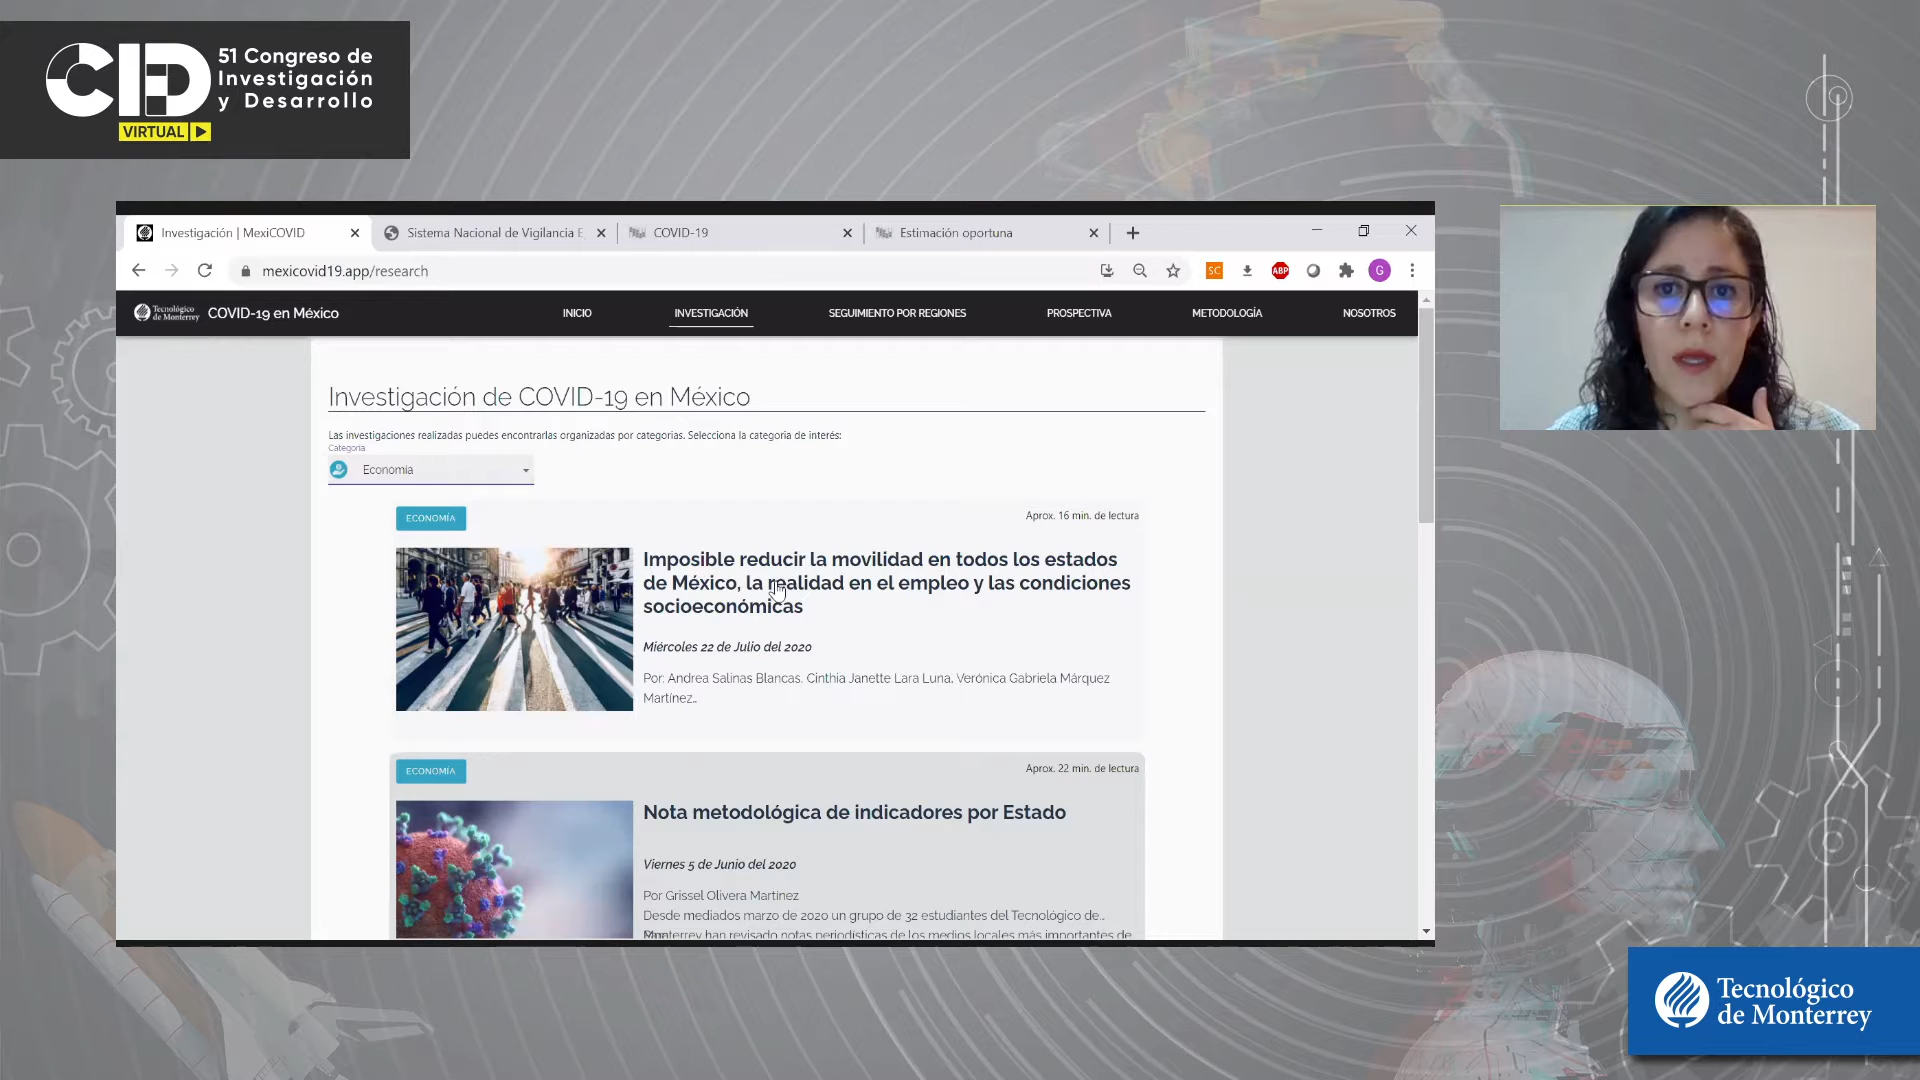 CID
51 Congreso de
Investigación
y Desarrollo
VIRTUAL
Investigación | MexiCOVID
Sistema Nacional de Vigilancia E
COVID-19
Estimación oportuna
mexicovid19.app/research
SC
ABP
G
Tecnológico
de Monterrey
COVID-19 en México
INICIO
INVESTIGACIÓN
SEGUIMIENTO POR REGIONES
PROSPECTIVA
METODOLOGÍA
NOSOTROS
Investigación de COVID-19 en México
Las investigaciones realizadas puedes encontrarlas organizadas por categorias. Selecciona la categoria de interés:
Categoría
Economía
ECONOMÍA
Aprox. 16 min. de lectura
Imposible reducir la movilidad en todos los estados
de México, la realidad en el empleo y las condiciones
socioeconómicas
Miércoles 22 de Julio del 2020
Por: Andrea Salinas Blancas. Cinthia Janette Lara Luna, Verónica Gabriela Márquez
Martínez...
ECONOMÍA
Aprox. 22 min. de lectura
Nota metodológica de indicadores por Estado
Viernes 5 de Junio del 2020
Por Grissel Olivera Martinez
Desde mediados marzo de 2020 un grupo de 32 estudiantes del Tecnológico de...
Monterrey han revisado notas periodísticas de los medios locales más importantes de
Tecnológico
de Monterrey